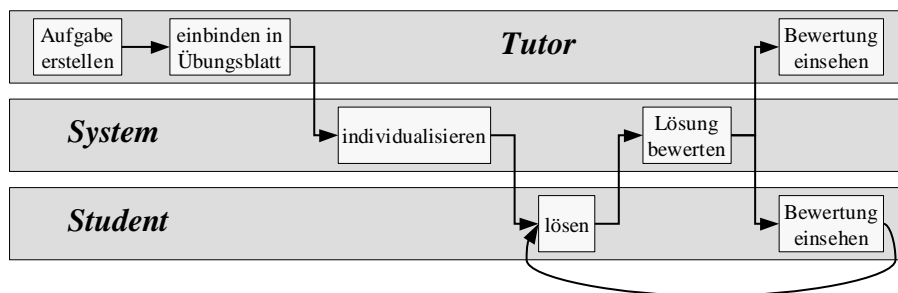 Aufgabe
erstellen
einbinden in
Übungsblatt
Tutor
Bewertung
einsehen
System
individualisieren
Lösung
bewerten
Student
lösen
Bewertung
einsehen